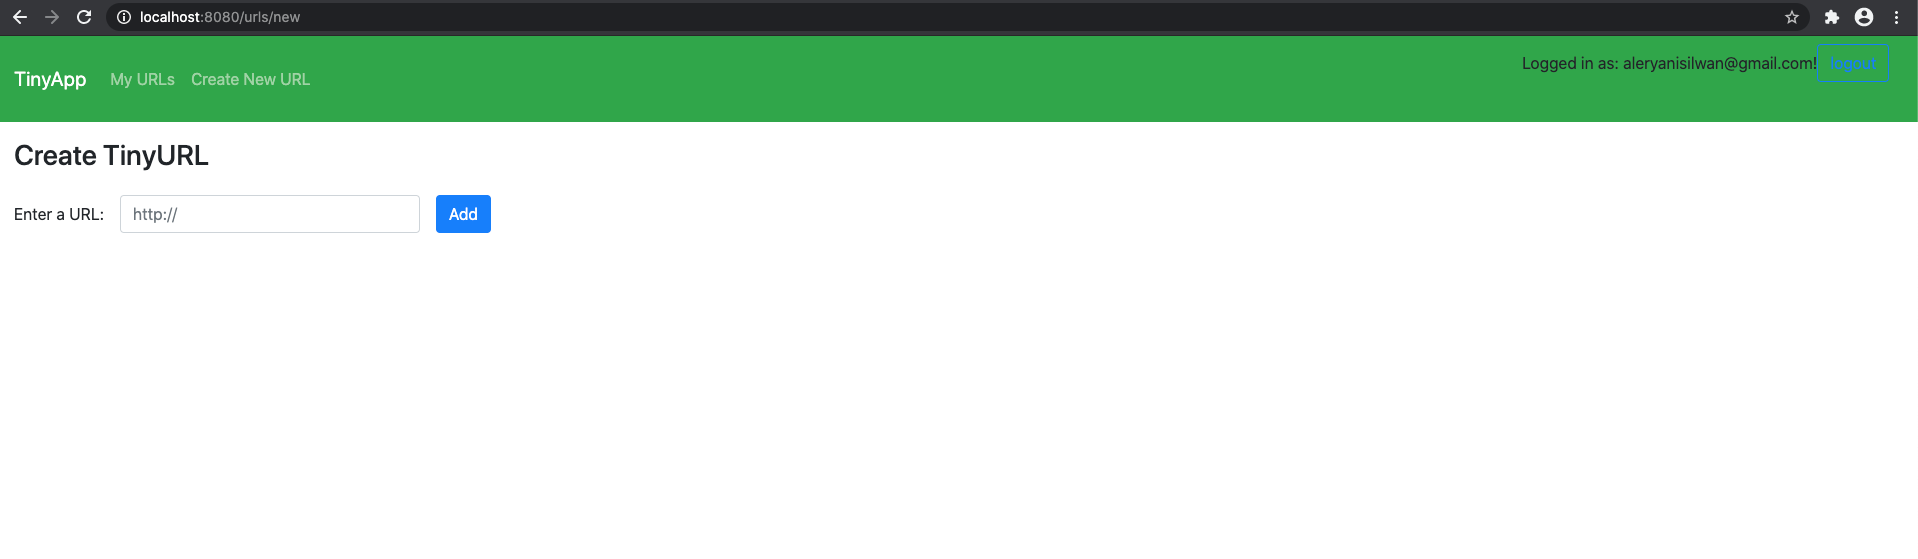 localhost:8080/urls/new
TinyApp My URLs Create New URL Logged in as: aleryanisilwan@gmail.com! logout
Create TinyURL
Enter a URL: http:// Add